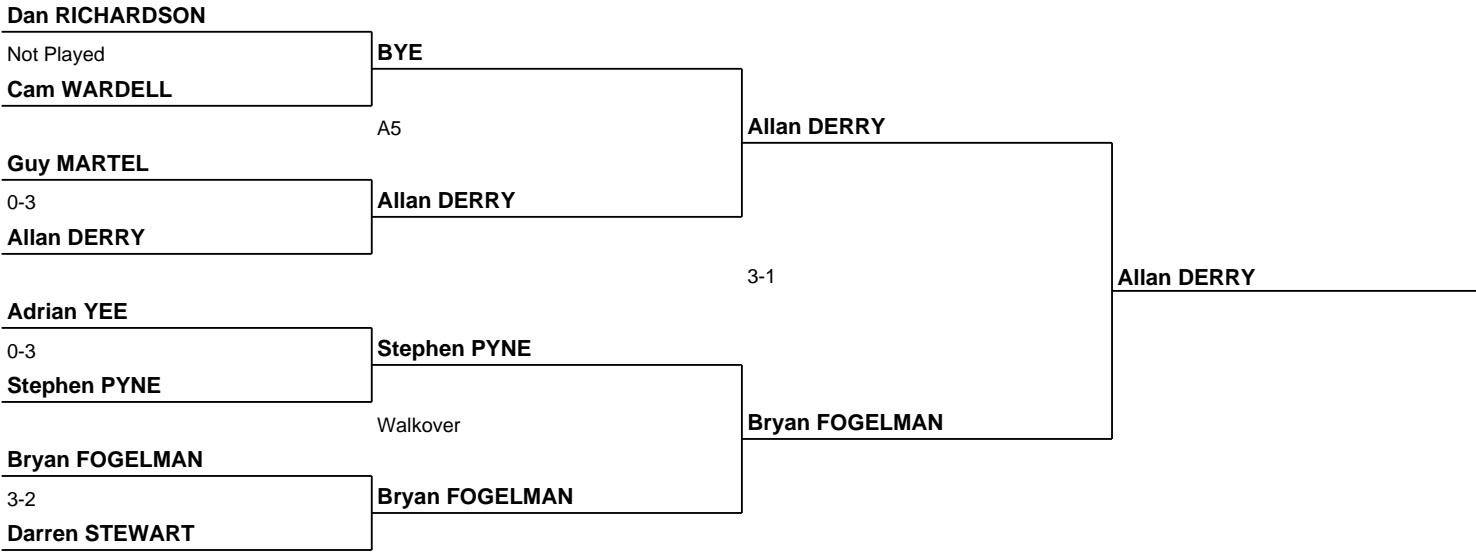 Dan RICHARDSON
Not Played
BYE
Cam WARDELL
A5
Allan DERRY
Guy MARTEL
0-3
Allan DERRY
Allan DERRY
3-1
Allan DERRY
Adrian YEE
0-3
Stephen PYNE
Stephen PYNE
Walkover
Bryan FOGELMAN
Bryan FOGELMAN
3-2
Bryan FOGELMAN
Darren STEWART